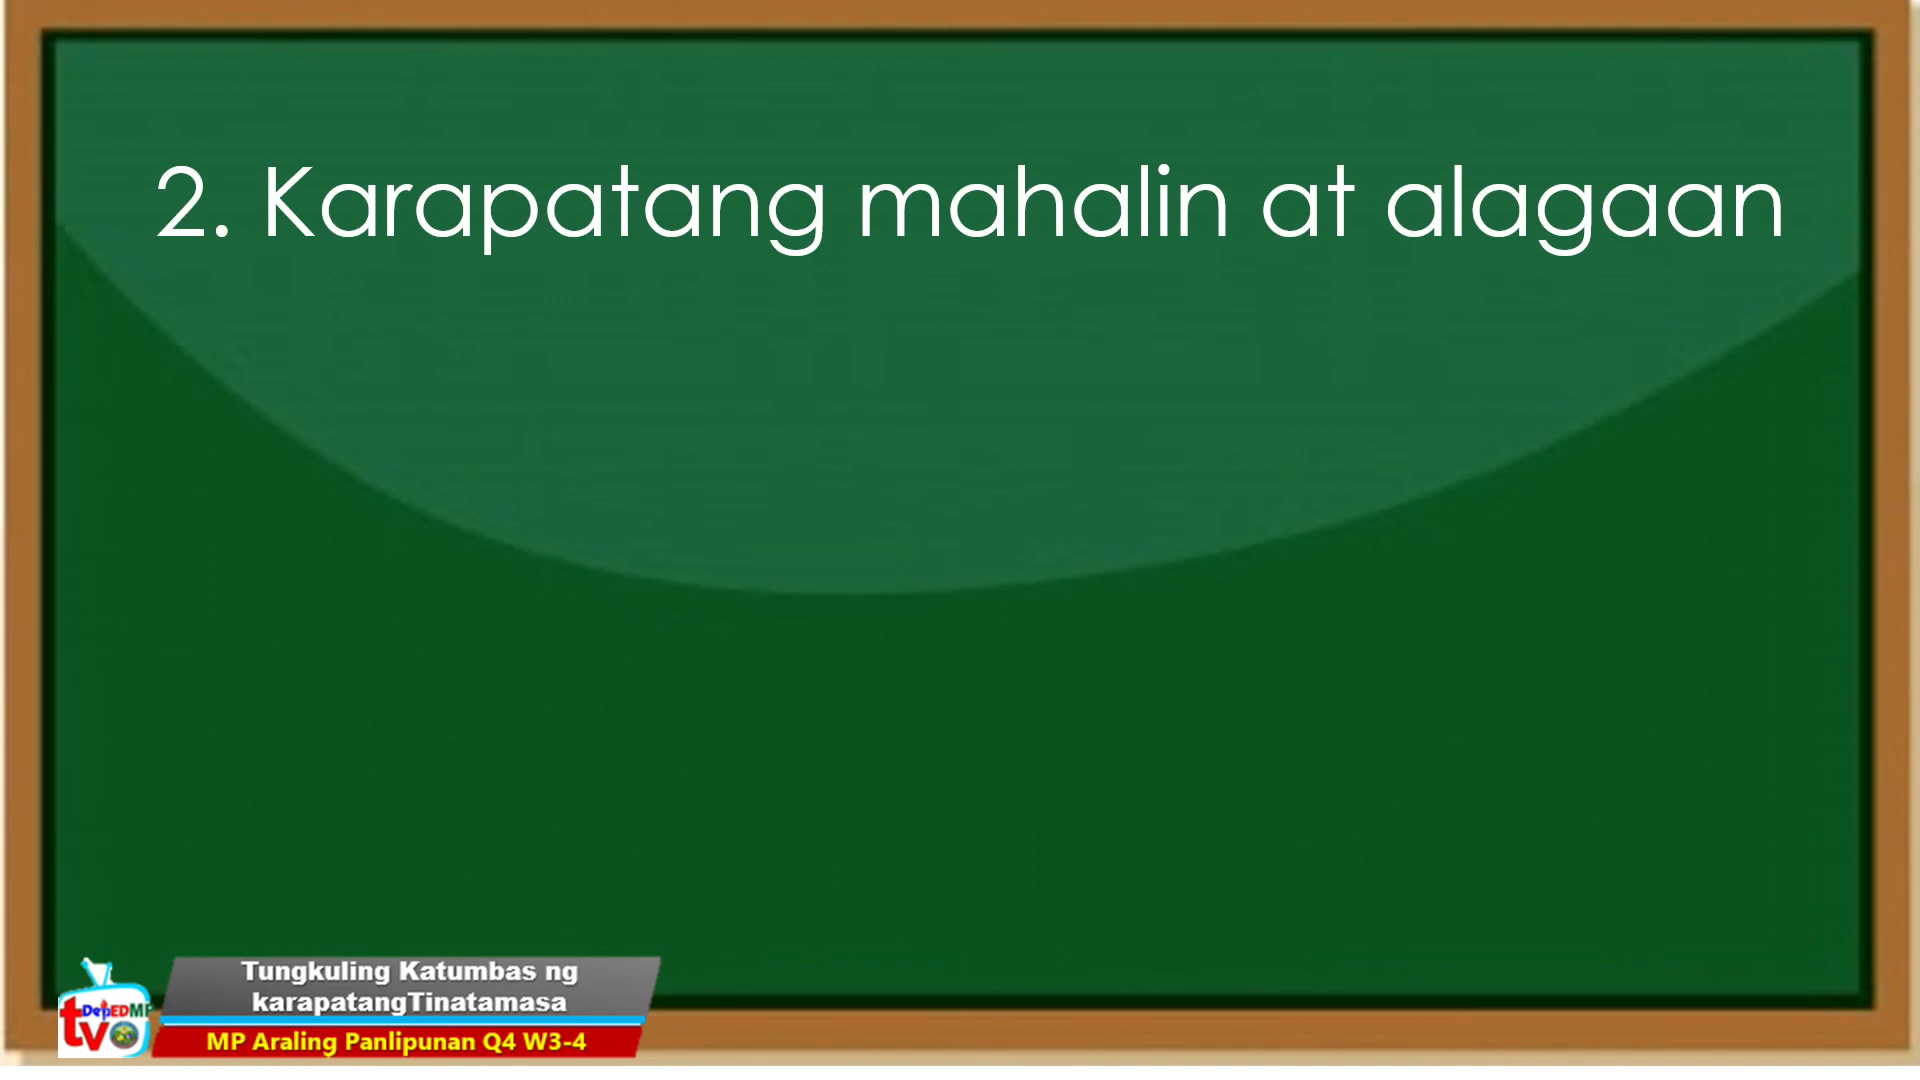 2. Karapatang mahalin at alagaan
Tungkuling Katumbas ng
karapatangTinatamasa
MP Araling Panlipunan Q4 W3-4
DepEDMP
tv